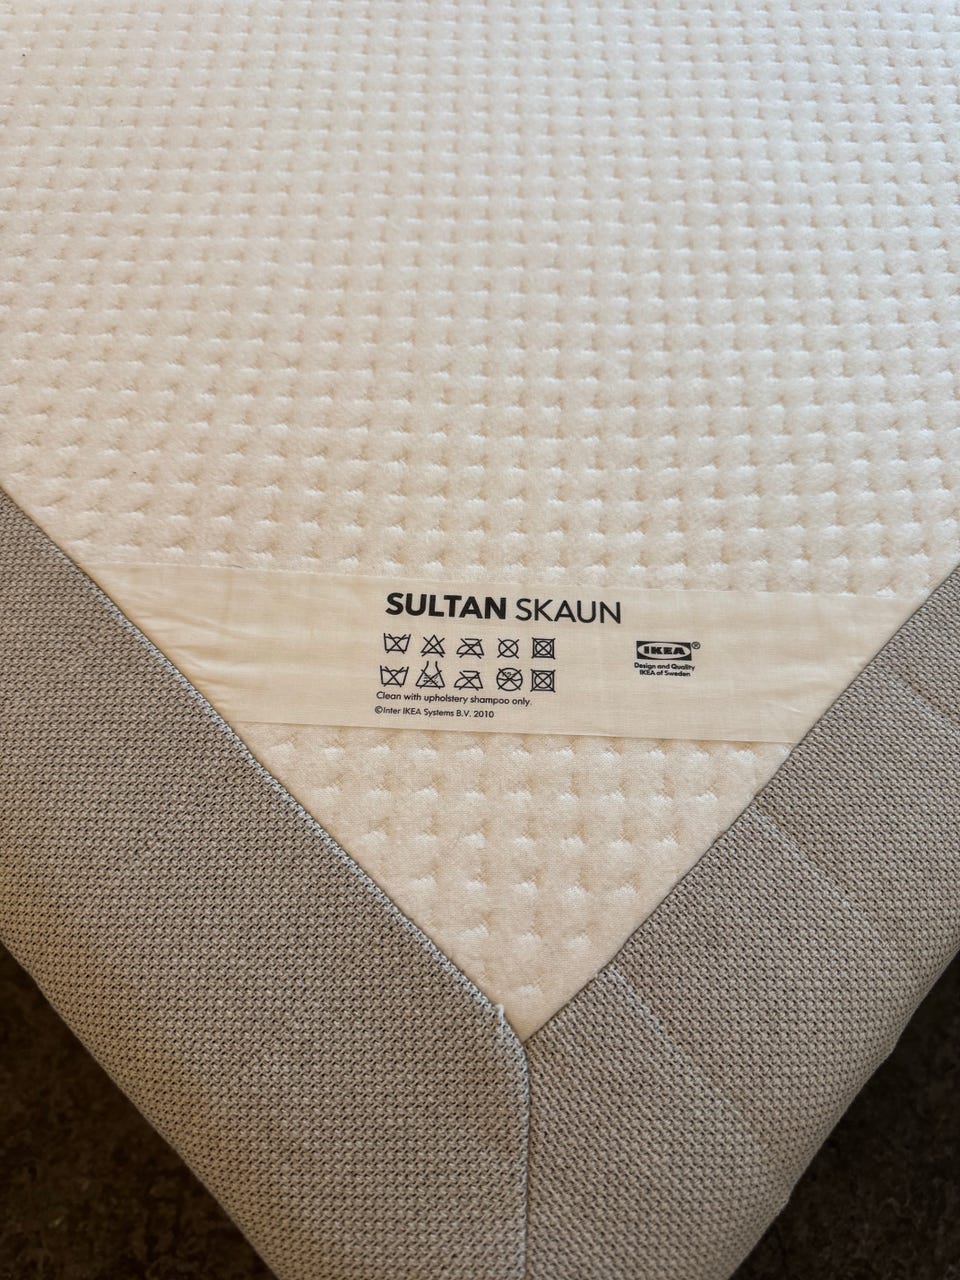 SULTAN SKAUN
IKEA®
Design and Quality
IKEA of Sweden
Clean with upholstery shampoo only.
©Inter IKEA Systems B.V. 2010